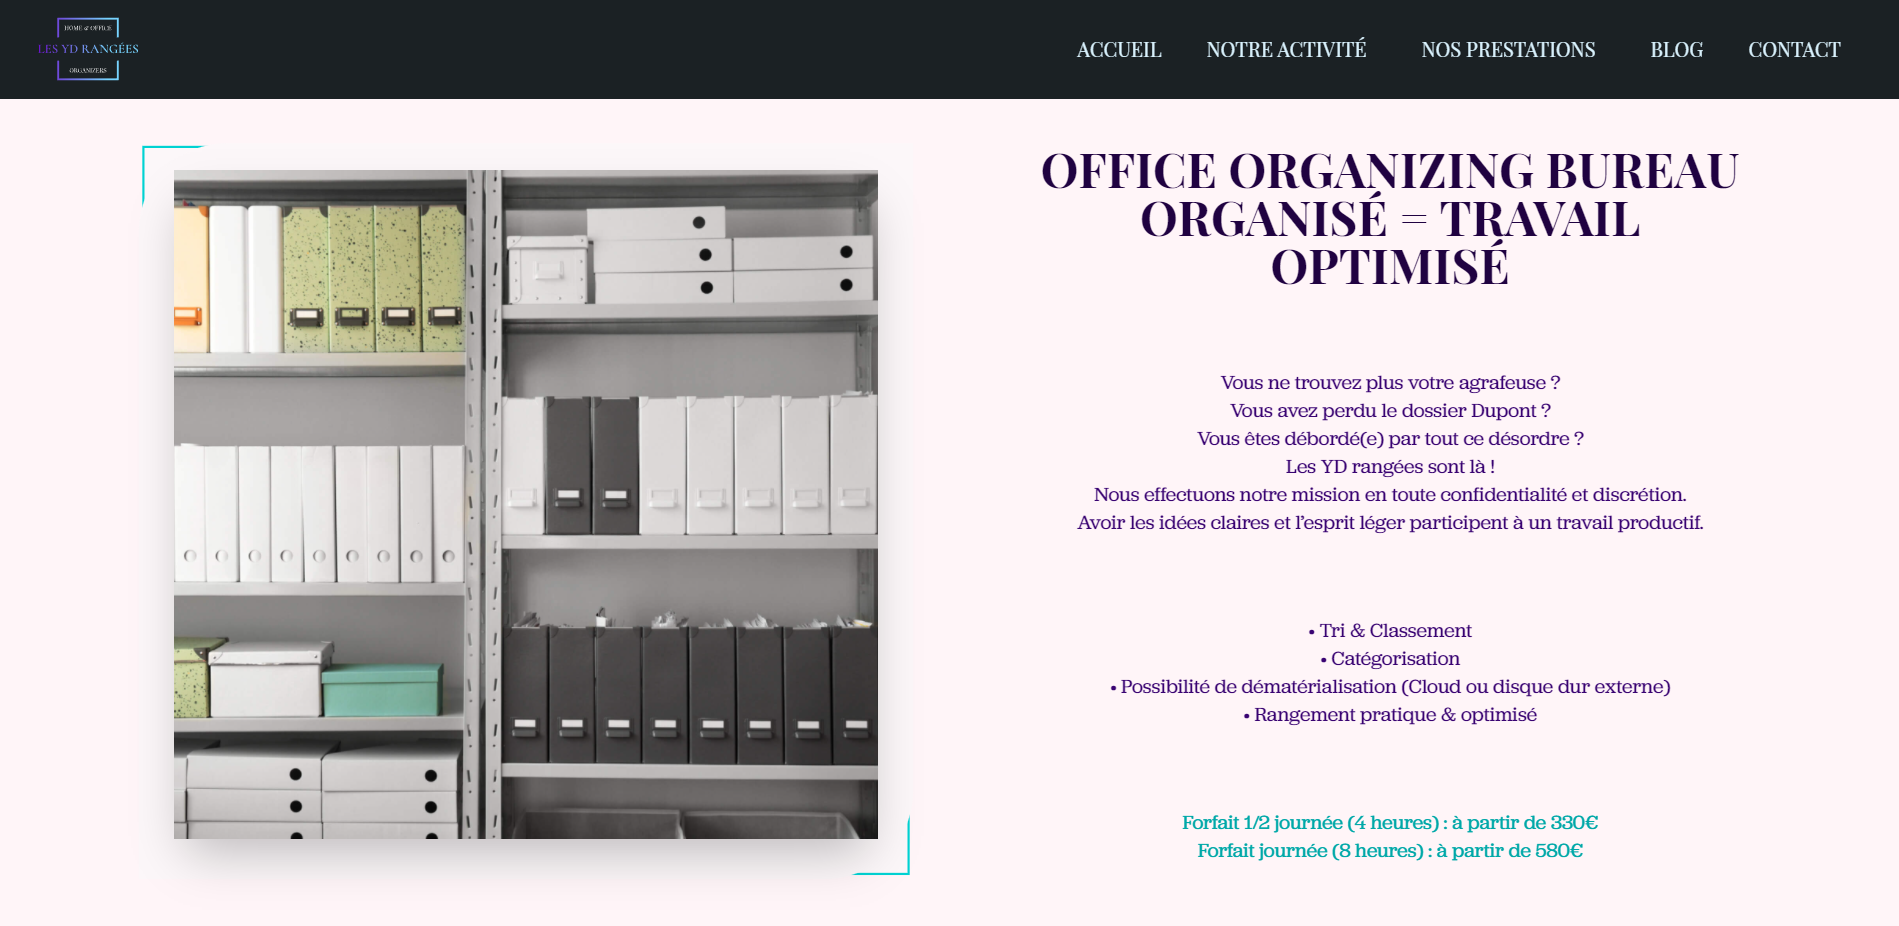 HOME & OFFICE
LES YD RANGÉES
ORGANIZERS
ACCUEIL
NOTRE ACTIVITÉ
NOS PRESTATIONS
BLOG
CONTACT
OFFICE ORGANIZING BUREAU
ORGANISÉ = TRAVAIL
OPTIMISÉ
Vous ne trouvez plus votre agrafeuse ?
Vous avez perdu le dossier Dupont ?
Vous êtes débordé(e) par tout ce désordre ?
Les YD rangées sont là !
Nous effectuons notre mission en toute confidentialité et discrétion.
Avoir les idées claires et l’esprit léger participent à un travail productif.
• Tri & Classement
• Catégorisation
• Possibilité de dématérialisation (Cloud ou disque dur externe)
• Rangement pratique & optimisé
Forfait 1/2 journée (4 heures) : à partir de 330€
Forfait journée (8 heures) : à partir de 580€